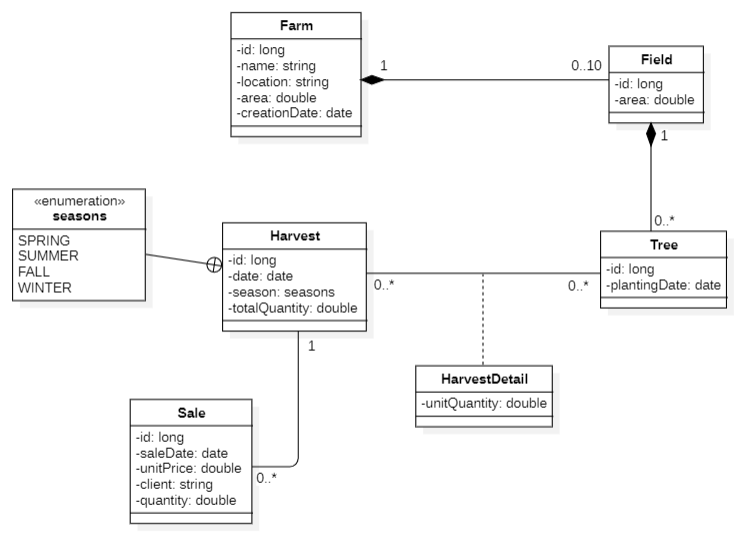 Farm
-id: long
-name: string
-location: string
-area: double
-creationDate: date
1
0..10
Field
-id: long
-area: double
1
0..*
Tree
-id: long
-plantingDate: date
«enumeration»
seasons
SPRING
SUMMER
FALL
WINTER
Harvest
-id: long
-date: date
-season: seasons
-totalQuantity: double
0..*
0..*
1
HarvestDetail
-unitQuantity: double
Sale
-id: long
-saleDate: date
-unitPrice: double
-client: string
-quantity: double
0..*